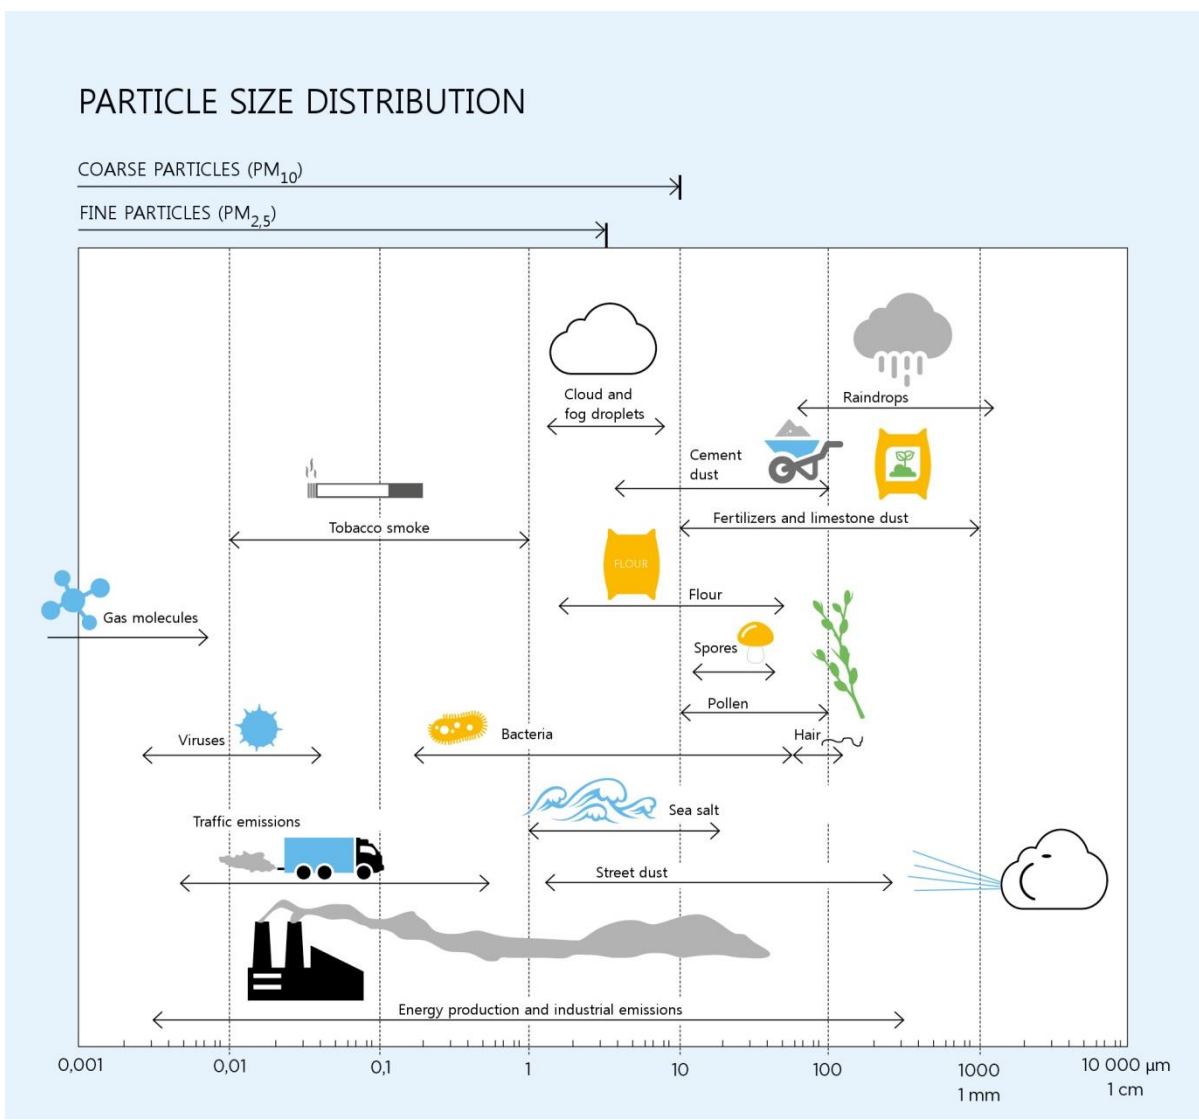 PARTICLE SIZE DISTRIBUTION
COARSE PARTICLES (PM10)
FINE PARTICLES (PM2,5)
Cloud and
fog droplets
Raindrops
Cement
dust
Fertilizers and limestone dust
Tobacco smoke
FLOUR
Flour
Gas molecules
Spores
Pollen
Viruses
Bacteria
Hair
Sea salt
Traffic emissions
Street dust
Energy production and industrial emissions
0,001 0,01 0,1 1 10 100 1000 10 000 µm
1 mm 1 cm